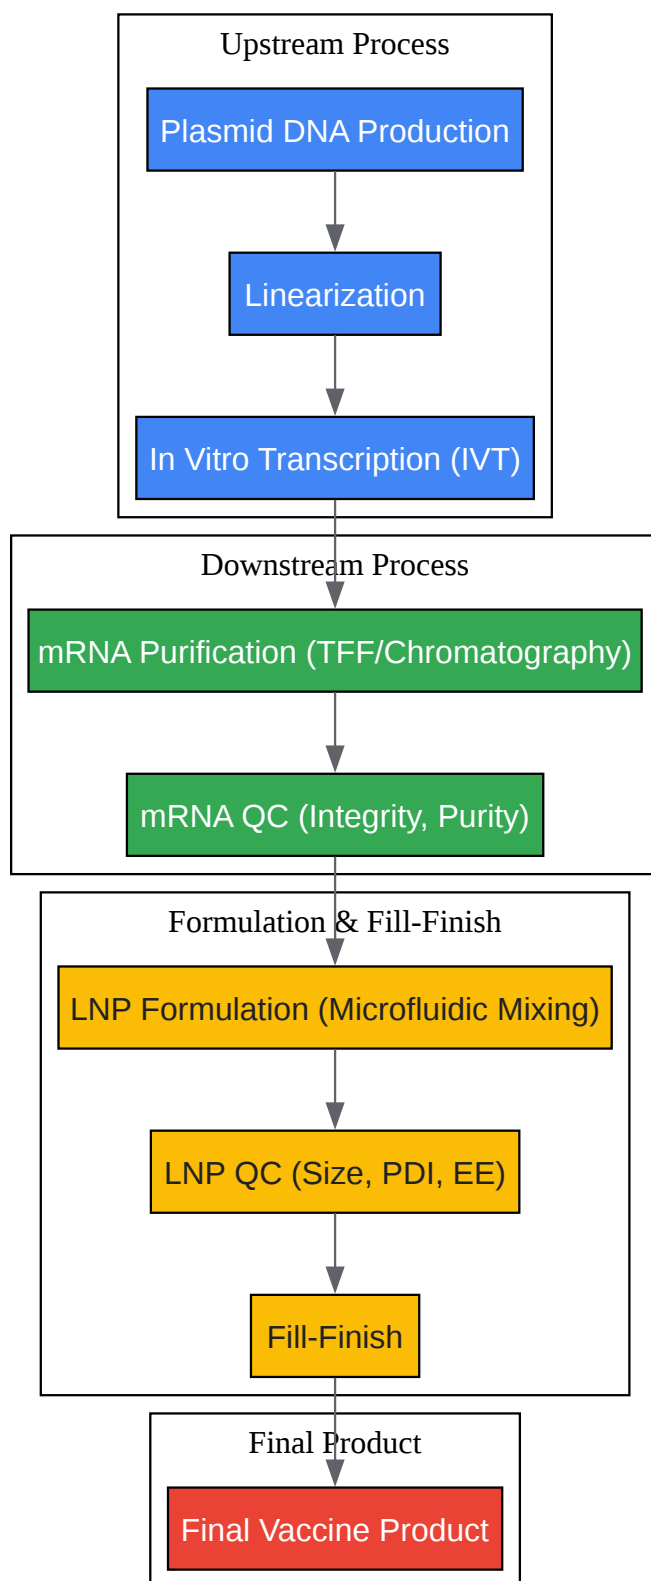 Upstream Process
Plasmid DNA Production
Linearization
In Vitro Transcription (IVT)
Downstream Process
mRNA Purification (TFF/Chromatography)
mRNA QC (Integrity, Purity)
Formulation & Fill-Finish
LNP Formulation (Microfluidic Mixing)
LNP QC (Size, PDI, EE)
Fill-Finish
Final Product
Final Vaccine Product